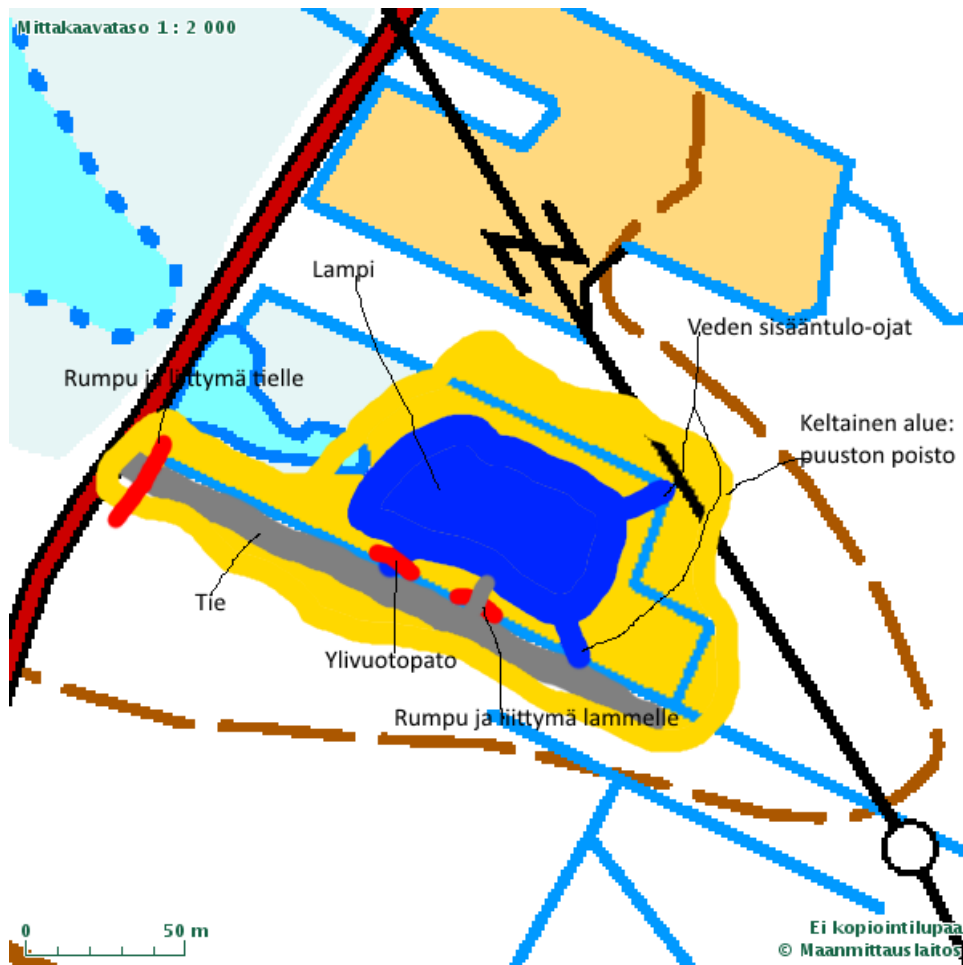 Mittakaavataso 1 : 2 000
Lampi
Veden sisääntulo-ojat
Rumpu ja liittymä tielle
Keltainen alue:
puuston poisto
Tie
Ylivuotopato
Rumpu ja liittymä lammelle
0 50 m
Ei kopiointilupaa
© Maanmittauslaitos